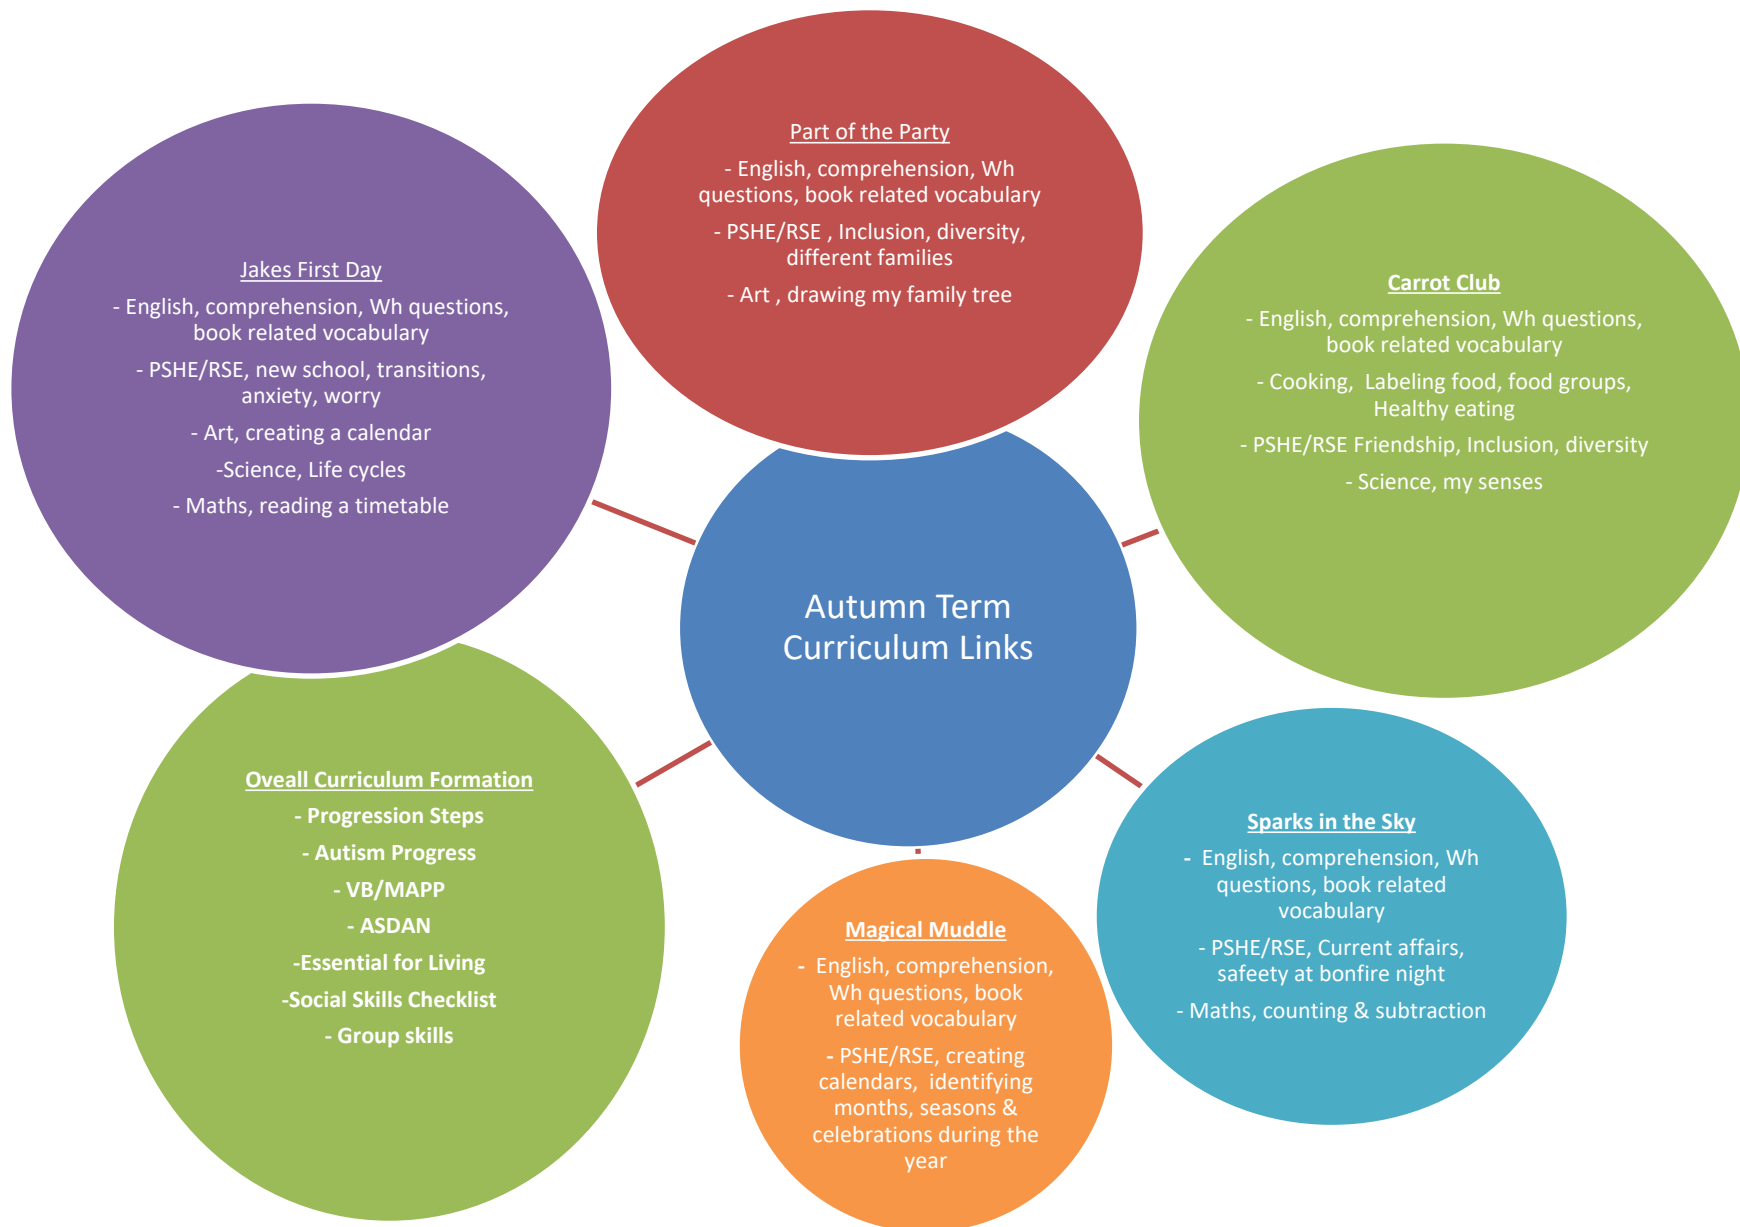 Part of the Party
- English, comprehension, Wh
questions, book related vocabulary
- PSHE/RSE , Inclusion, diversity,
different families
- Art , drawing my family tree
Jakes First Day
- English, comprehension, Wh questions,
book related vocabulary
- PSHE/RSE, new school, transitions,
anxiety, worry
- Art, creating a calendar
-Science, Life cycles
- Maths, reading a timetable
Carrot Club
- English, comprehension, Wh questions,
book related vocabulary
- Cooking,  Labeling food, food groups,
Healthy eating
- PSHE/RSE Friendship, Inclusion, diversity
- Science, my senses
Autumn Term
Curriculum Links
Oveall Curriculum Formation
- Progression Steps
- Autism Progress
- VB/MAPP
- ASDAN
-Essential for Living
-Social Skills Checklist
- Group skills
Sparks in the Sky
- English, comprehension, Wh
questions, book related
vocabulary
- PSHE/RSE, Current affairs,
safeety at bonfire night
- Maths, counting & subtraction
Magical Muddle
- English, comprehension,
Wh questions, book
related vocabulary
- PSHE/RSE, creating
calendars,  identifying
months, seasons &
celebrations during the
year